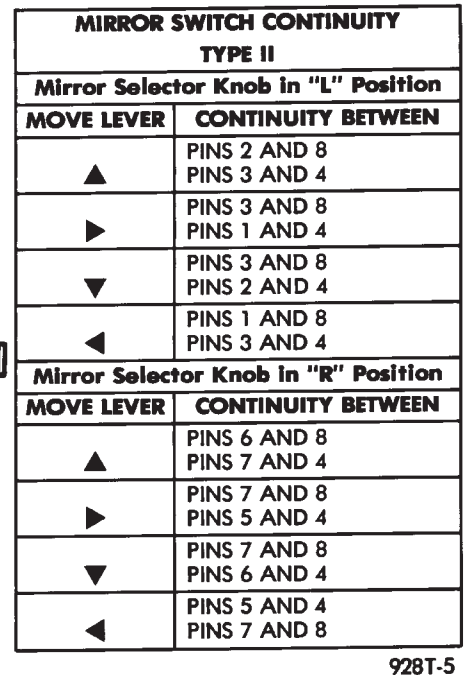 MIRROR SWITCH CONTINUITY
TYPE II
Mirror Selector Knob in "L" Position
MOVE LEVER CONTINUITY BETWEEN
PINS 2 AND 8
▲ PINS 3 AND 4
PINS 3 AND 8
▶ PINS 1 AND 4
PINS 3 AND 8
▼ PINS 2 AND 4
PINS 1 AND 8
◀ PINS 3 AND 4
Mirror Selector Knob in "R" Position
MOVE LEVER CONTINUITY BETWEEN
PINS 6 AND 8
▲ PINS 7 AND 4
PINS 7 AND 8
▶ PINS 5 AND 4
PINS 7 AND 8
▼ PINS 6 AND 4
PINS 5 AND 4
◀ PINS 7 AND 8
928T-5